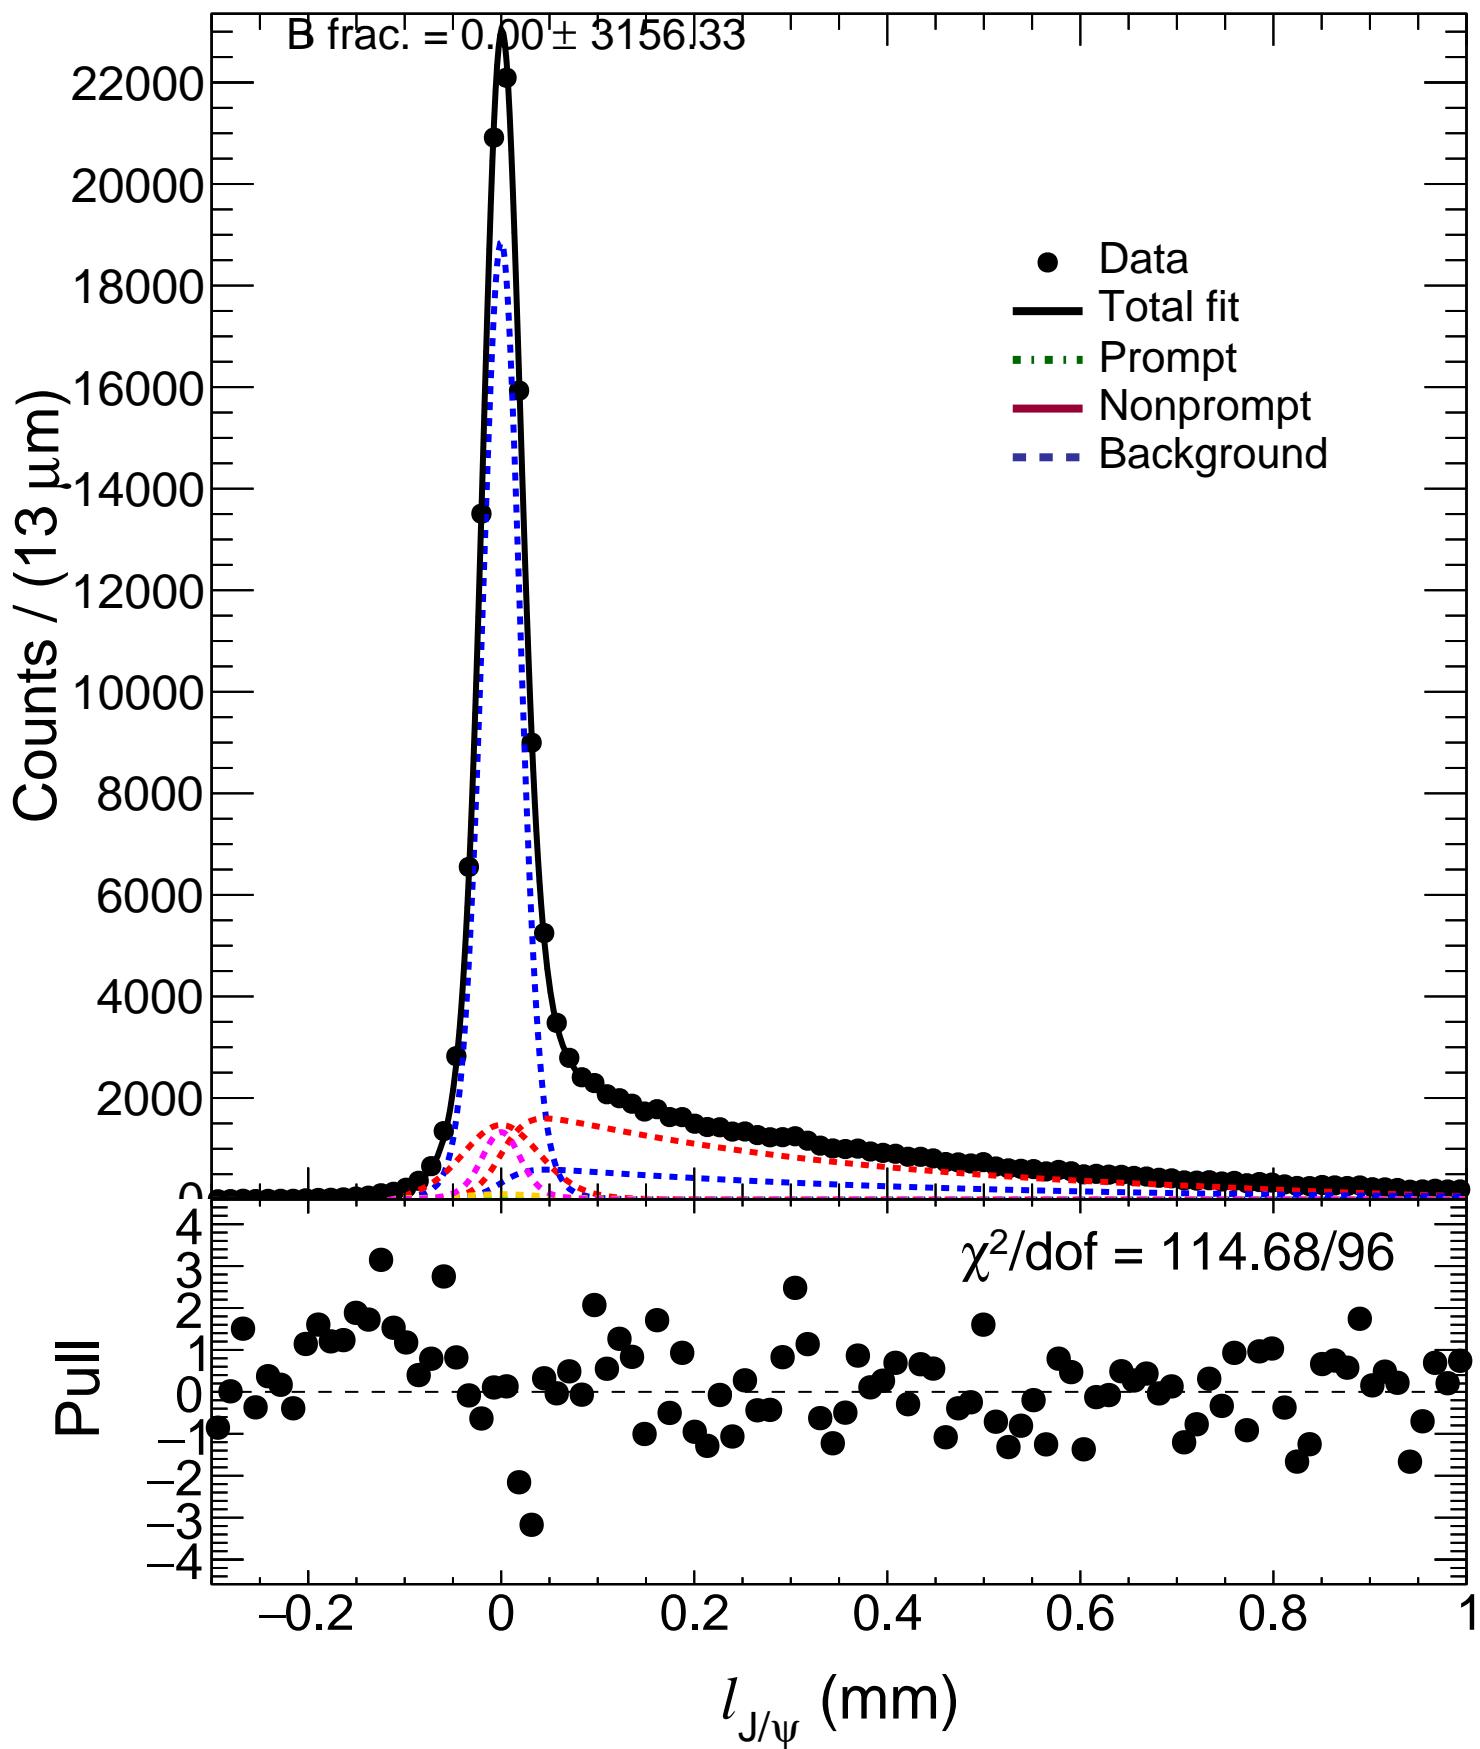 B frac. = 0.00 ± 3156.33
22000
20000
18000
16000
14000
12000
10000
8000
6000
4000
2000
0
Counts / (13 μm)
Data
Total fit
Prompt
Nonprompt
Background
χ²/dof = 114.68/96
4
3
2
1
0
−1
−2
−3
−4
Pull
−0.2 0 0.2 0.4 0.6 0.8 1
l J/ψ (mm)